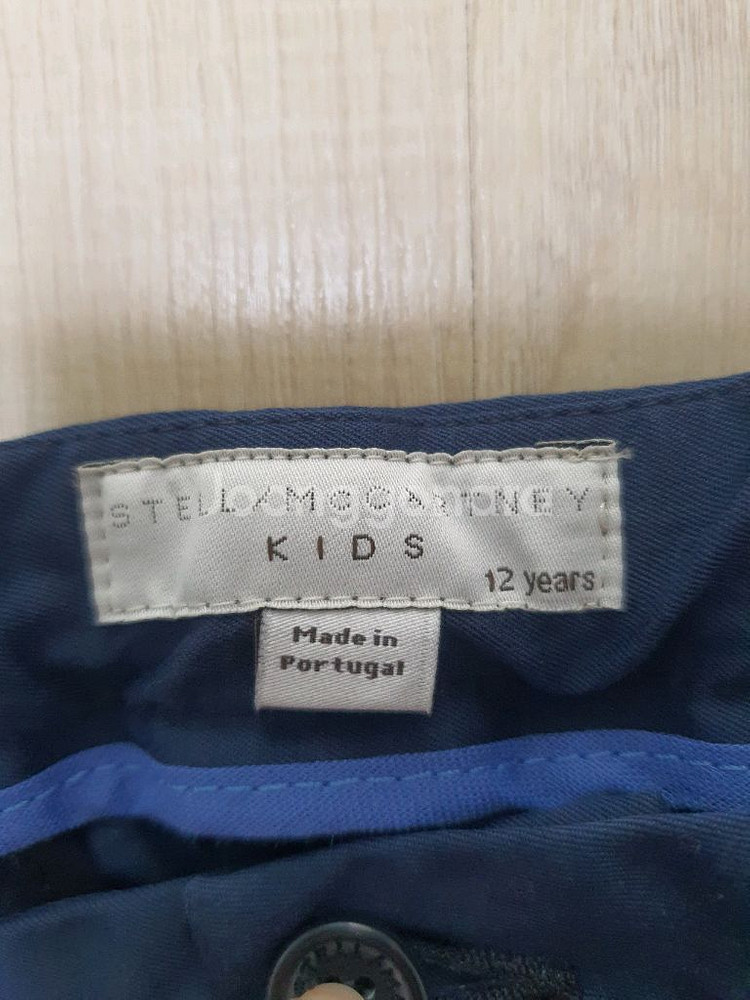 STELLA McCARTNEY
KIDS
12 years
Made in
Portugal